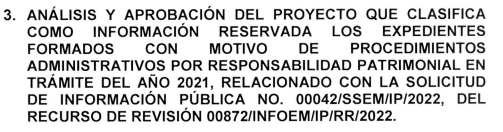 3. ANÁLISIS Y APROBACIÓN DEL PROYECTO QUE CLASIFICA
COMO INFORMACIÓN RESERVADA LOS EXPEDIENTES
FORMADOS CON MOTIVO DE PROCEDIMIENTOS
ADMINISTRATIVOS POR RESPONSABILIDAD PATRIMONIAL EN
TRÁMITE DEL AÑO 2021, RELACIONADO CON LA SOLICITUD
DE INFORMACIÓN PÚBLICA NO. 00042/SSEM/IP/2022, DEL
RECURSO DE REVISIÓN 00872/INFOEM/IP/RR/2022.